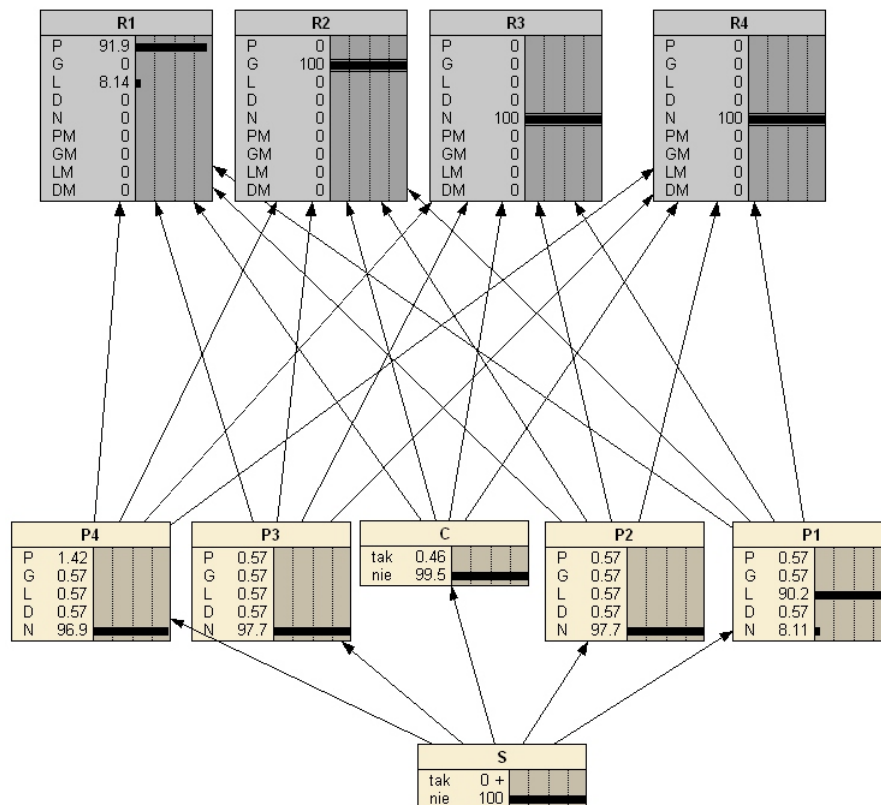 R1 R2 R3 R4
P 91.9 P 0 P 0 P 0
G 0 G 100 G 0 G 0
L 8.14 L 0 L 0 L 0
D 0 D 0 D 0 D 0
N 0 N 0 N 100 N 100
PM 0 PM 0 PM 0 PM 0
GM 0 GM 0 GM 0 GM 0
LM 0 LM 0 LM 0 LM 0
DM 0 DM 0 DM 0 DM 0
P4 P3 C P2 P1
P 1.42 P 0.57 tak 0.46 P 0.57 P 0.57
G 0.57 G 0.57 nie 99.5 G 0.57 G 0.57
L 0.57 L 0.57 L 0.57 L 90.2
D 0.57 D 0.57 D 0.57 D 0.57
N 96.9 N 97.7 N 97.7 N 8.11
S
tak 0 +
nie 100